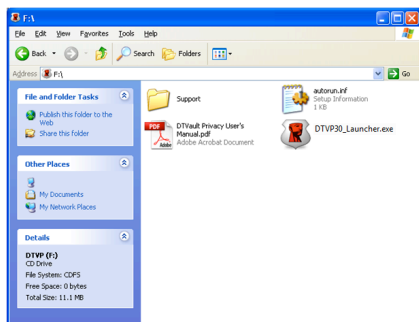 F:\
File Edit View Favorites Tools Help
Back Search Folders
Address F:\ Go
File and Folder Tasks
Publish this folder to the
Web
Share this folder
Other Places
My Documents
My Network Places
Details
DTVP (F:)
CD Drive
File System: CDFS
Free Space: 0 bytes
Total Size: 11.1 MB
Support
autorun.inf
Setup Information
1 KB
PDF
Adobe
DTVault Privacy User's
Manual.pdf
Adobe Acrobat Document
DTVP30_Launcher.exe